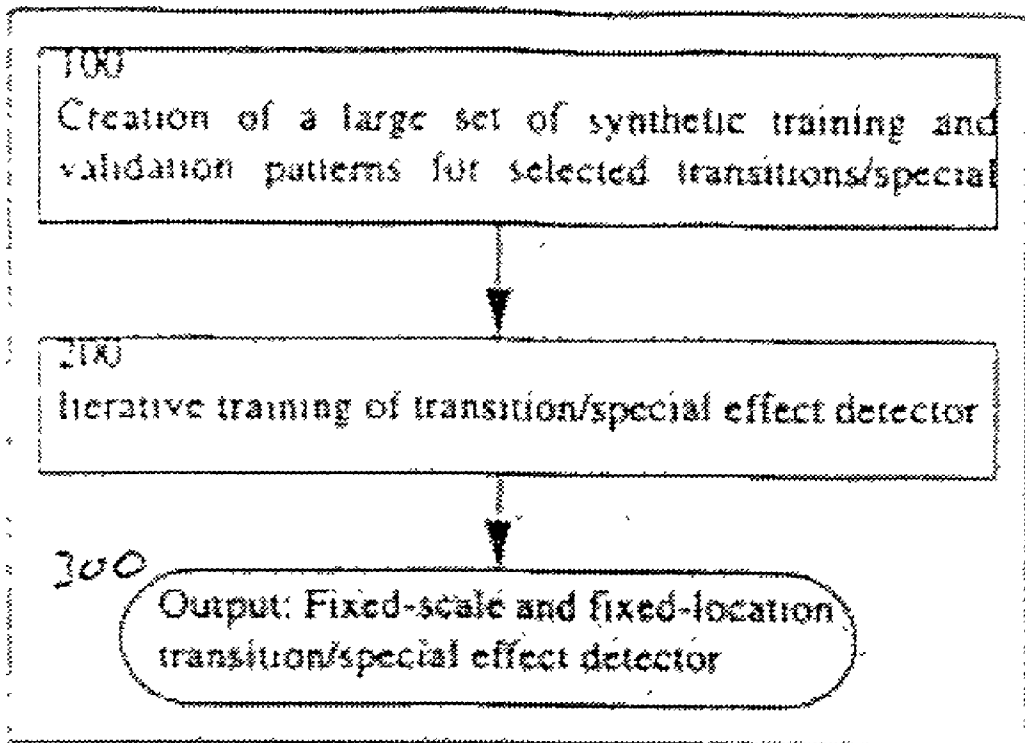 100
Creation of a large set of synthetic training and
validation patterns for selected transitions/special
200
Iterative training of transition/special effect detector
300
Output: Fixed-scale and fixed-location
transition/special effect detector